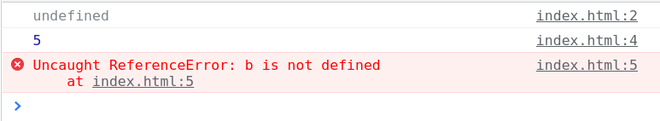 undefined index.html:2
5 index.html:4
Uncaught ReferenceError: b is not defined index.html:5
at index.html:5